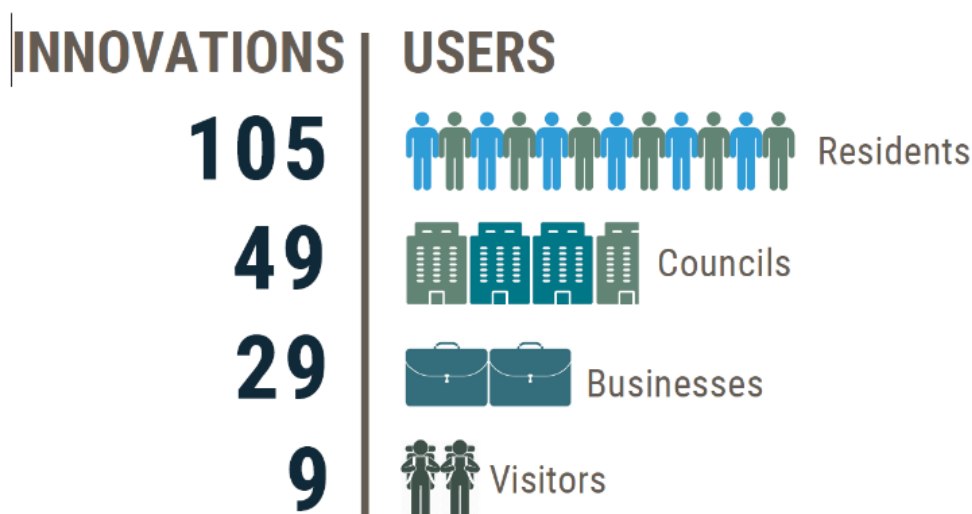 INNOVATIONS USERS
105 Residents
49 Councils
29 Businesses
9 Visitors